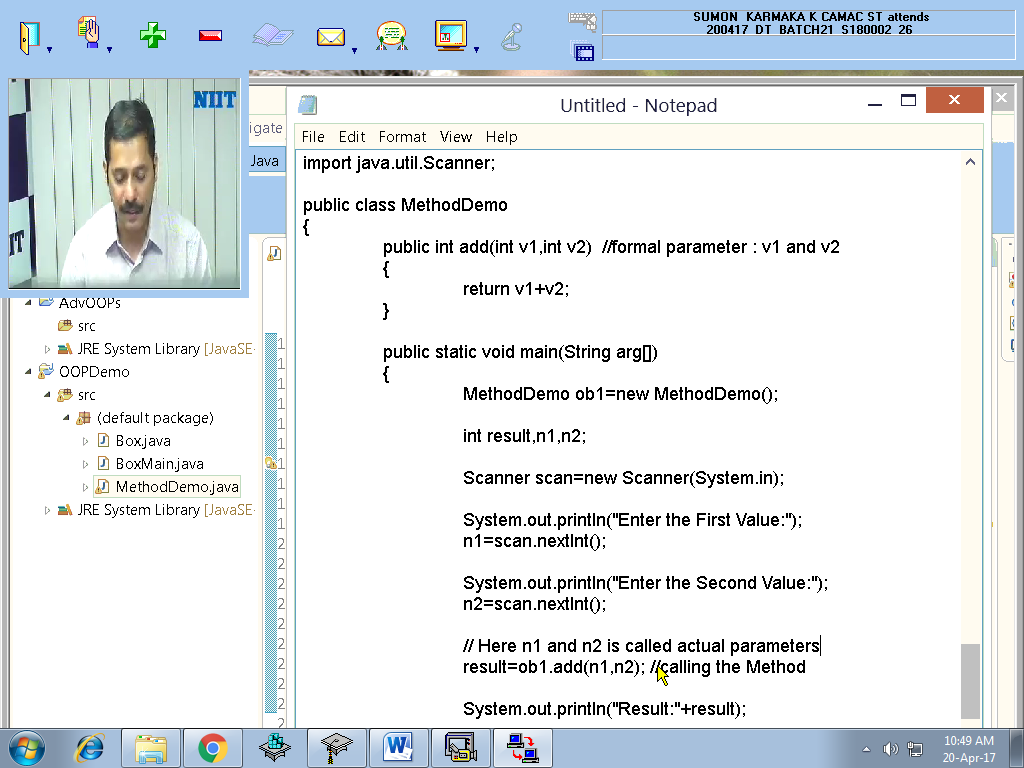 SUMON KARMAKA K CAMAC ST attends
200417_DT_BATCH21_S180002_26
NIIT
IT
igate
Java
Untitled - Notepad
File Edit Format View Help
import java.util.Scanner;
public class MethodDemo
{
public int add(int v1,int v2) //formal parameter : v1 and v2
{
return v1+v2;
}
public static void main(String arg[])
{
MethodDemo ob1=new MethodDemo();
int result,n1,n2;
Scanner scan=new Scanner(System.in);
System.out.println("Enter the First Value:");
n1=scan.nextInt();
System.out.println("Enter the Second Value:");
n2=scan.nextInt();
// Here n1 and n2 is called actual parameters
result=ob1.add(n1,n2); //calling the Method
System.out.println("Result:"+result);
AdvOOPs
src
JRE System Library [JavaSE-
OOPDemo
src
(default package)
Box.java
BoxMain.java
MethodDemo.java
JRE System Library [JavaSE-
10:49 AM
20-Apr-17